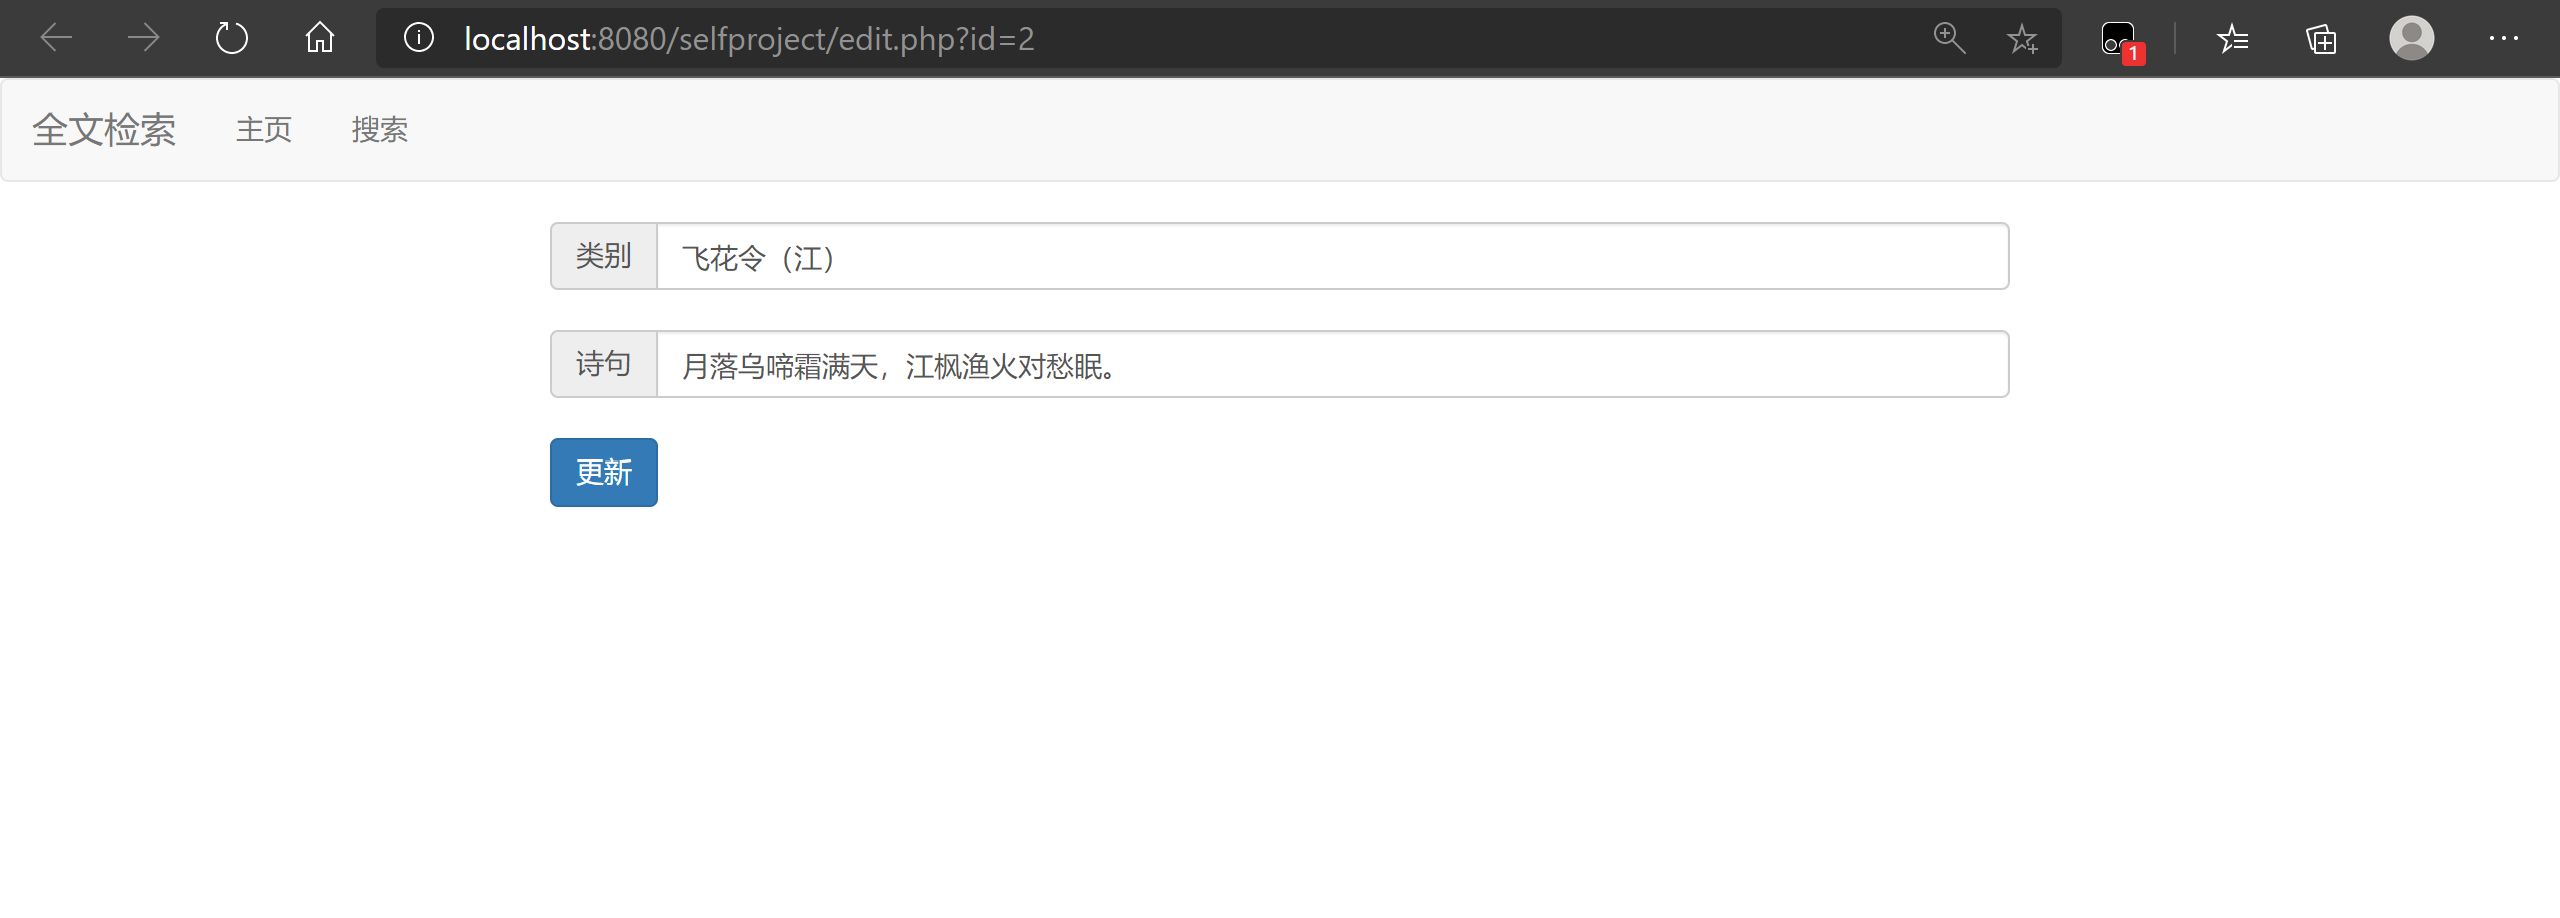 localhost:8080/selfproject/edit.php?id=2
1
全文检索 主页 搜索
类别 飞花令（江）
诗句 月落乌啼霜满天，江枫渔火对愁眠。
更新